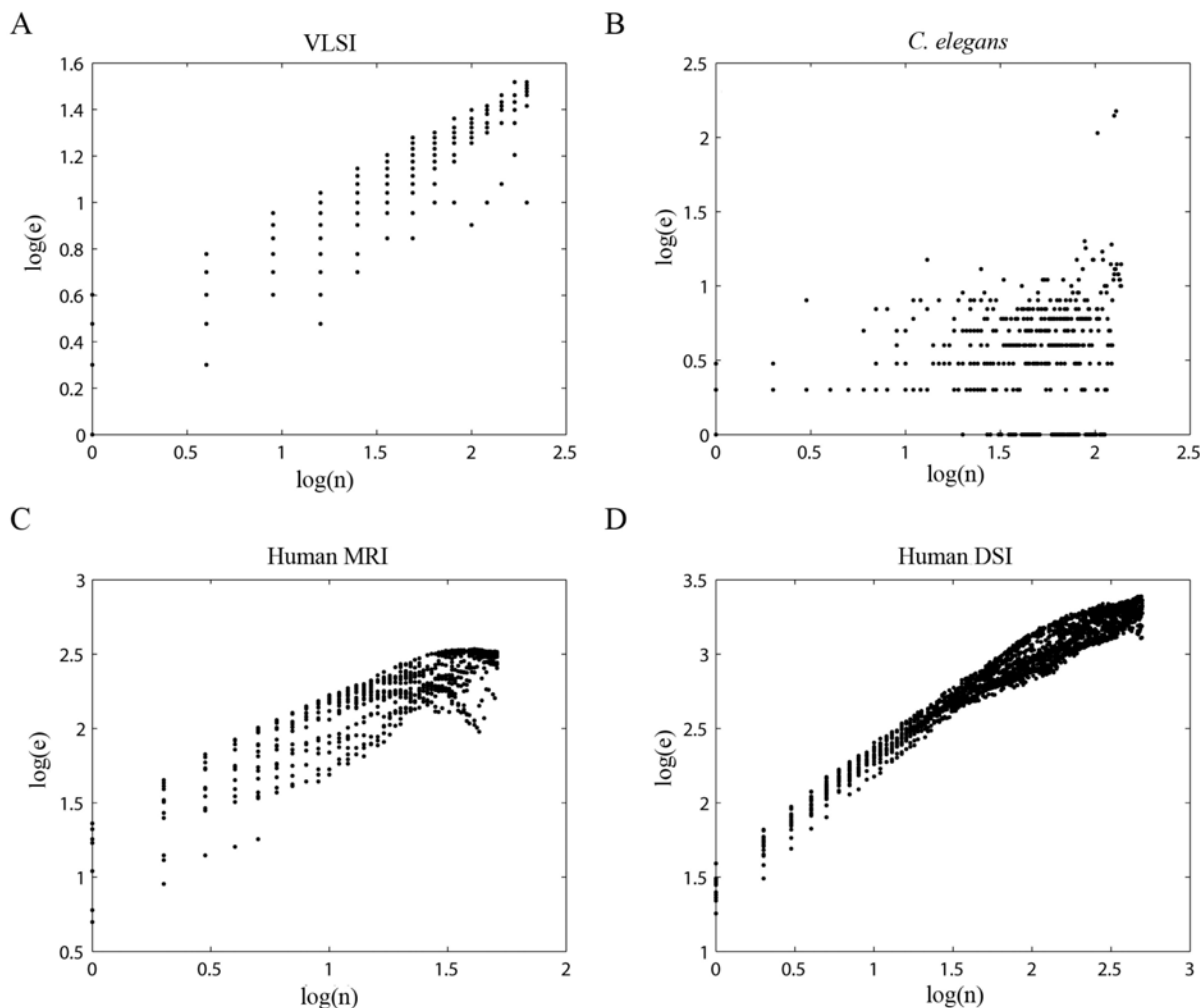 A
VLSI
1.6
1.4
1.2
1
0.8
0.6
0.4
0.2
0
log(e)
0 0.5 1 1.5 2 2.5
log(n)
B
C. elegans
2.5
2
1.5
1
0.5
0
log(e)
0 0.5 1 1.5 2 2.5
log(n)
C
Human MRI
3
2.5
2
1.5
1
0.5
log(e)
0 0.5 1 1.5 2
log(n)
D
Human DSI
3.5
3
2.5
2
1.5
1
log(e)
0 0.5 1 1.5 2 2.5 3
log(n)